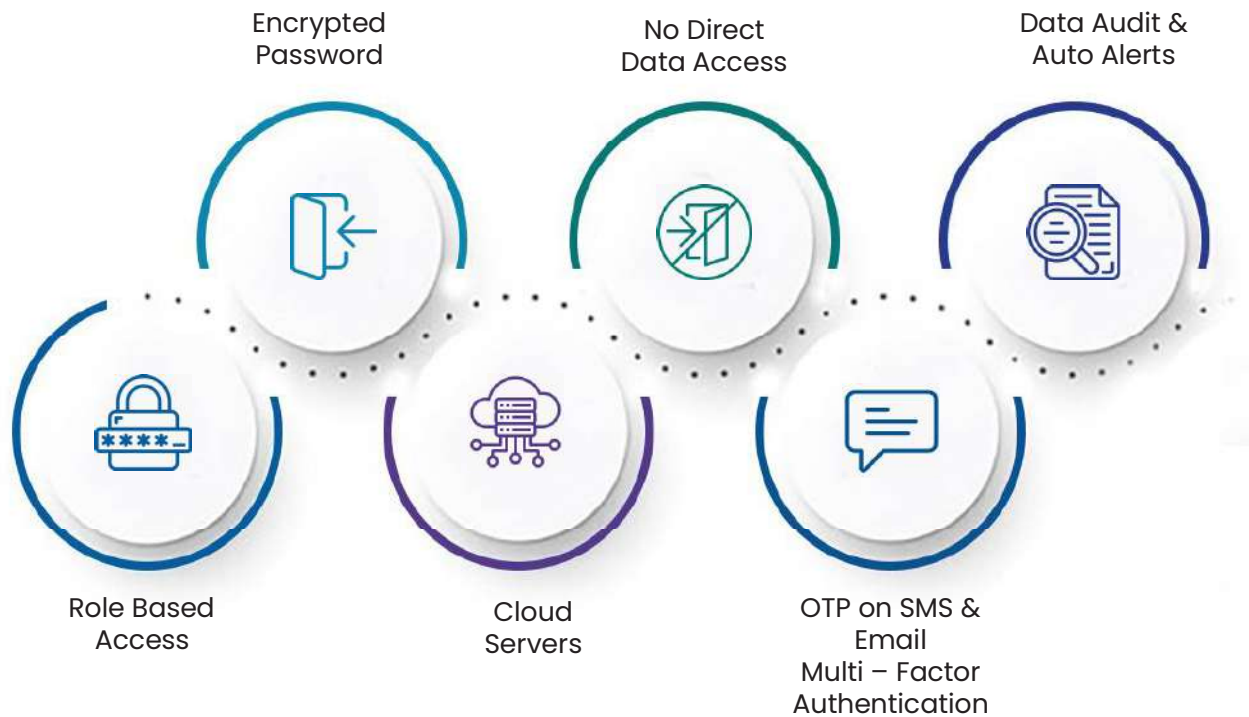 Encrypted
Password
No Direct
Data Access
Data Audit &
Auto Alerts
****_
Role Based
Access
Cloud
Servers
OTP on SMS &
Email
Multi – Factor
Authentication